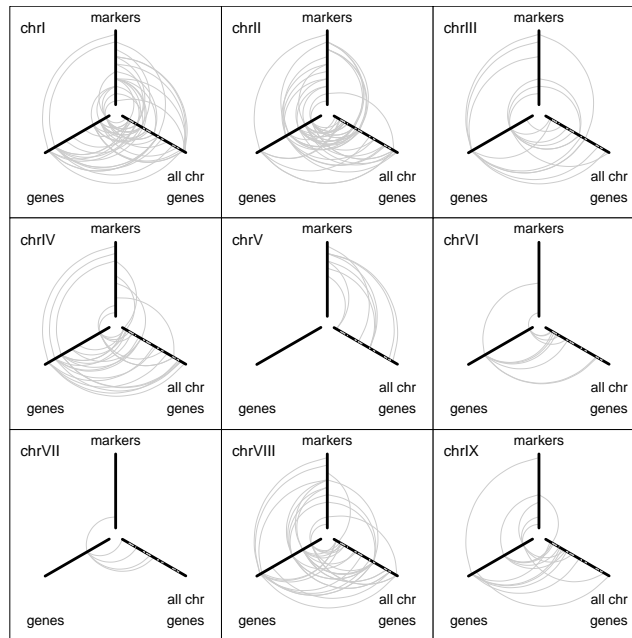 markers
chrI
genes
all chr
genes
markers
chrII
genes
all chr
genes
markers
chrIII
genes
all chr
genes
markers
chrIV
genes
all chr
genes
markers
chrV
genes
all chr
genes
markers
chrVI
genes
all chr
genes
markers
chrVII
genes
all chr
genes
markers
chrVIII
genes
all chr
genes
markers
chrIX
genes
all chr
genes